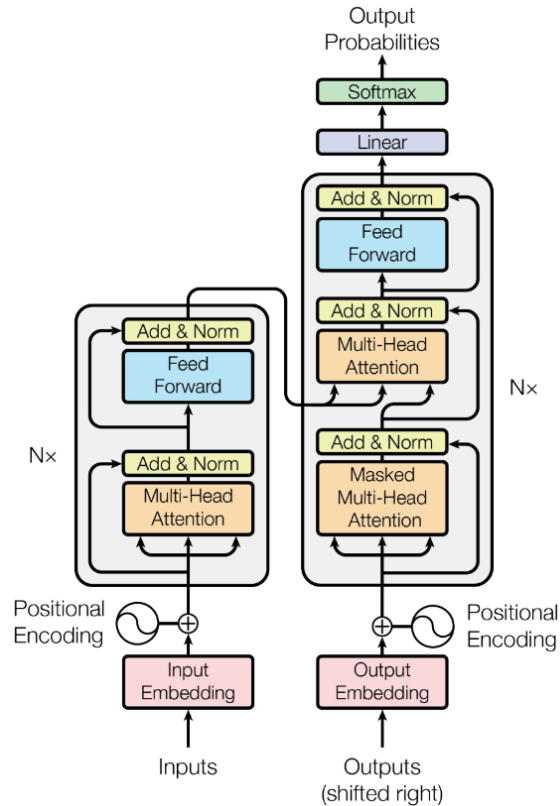 Output
Probabilities
Softmax
Linear
Add & Norm
Feed
Forward
Add & Norm
Multi-Head
Attention
Add & Norm
Masked
Multi-Head
Attention
N×
Add & Norm
Feed
Forward
Add & Norm
Multi-Head
Attention
N×
Positional
Encoding
Positional
Encoding
Input
Embedding
Output
Embedding
Inputs
Outputs
(shifted right)